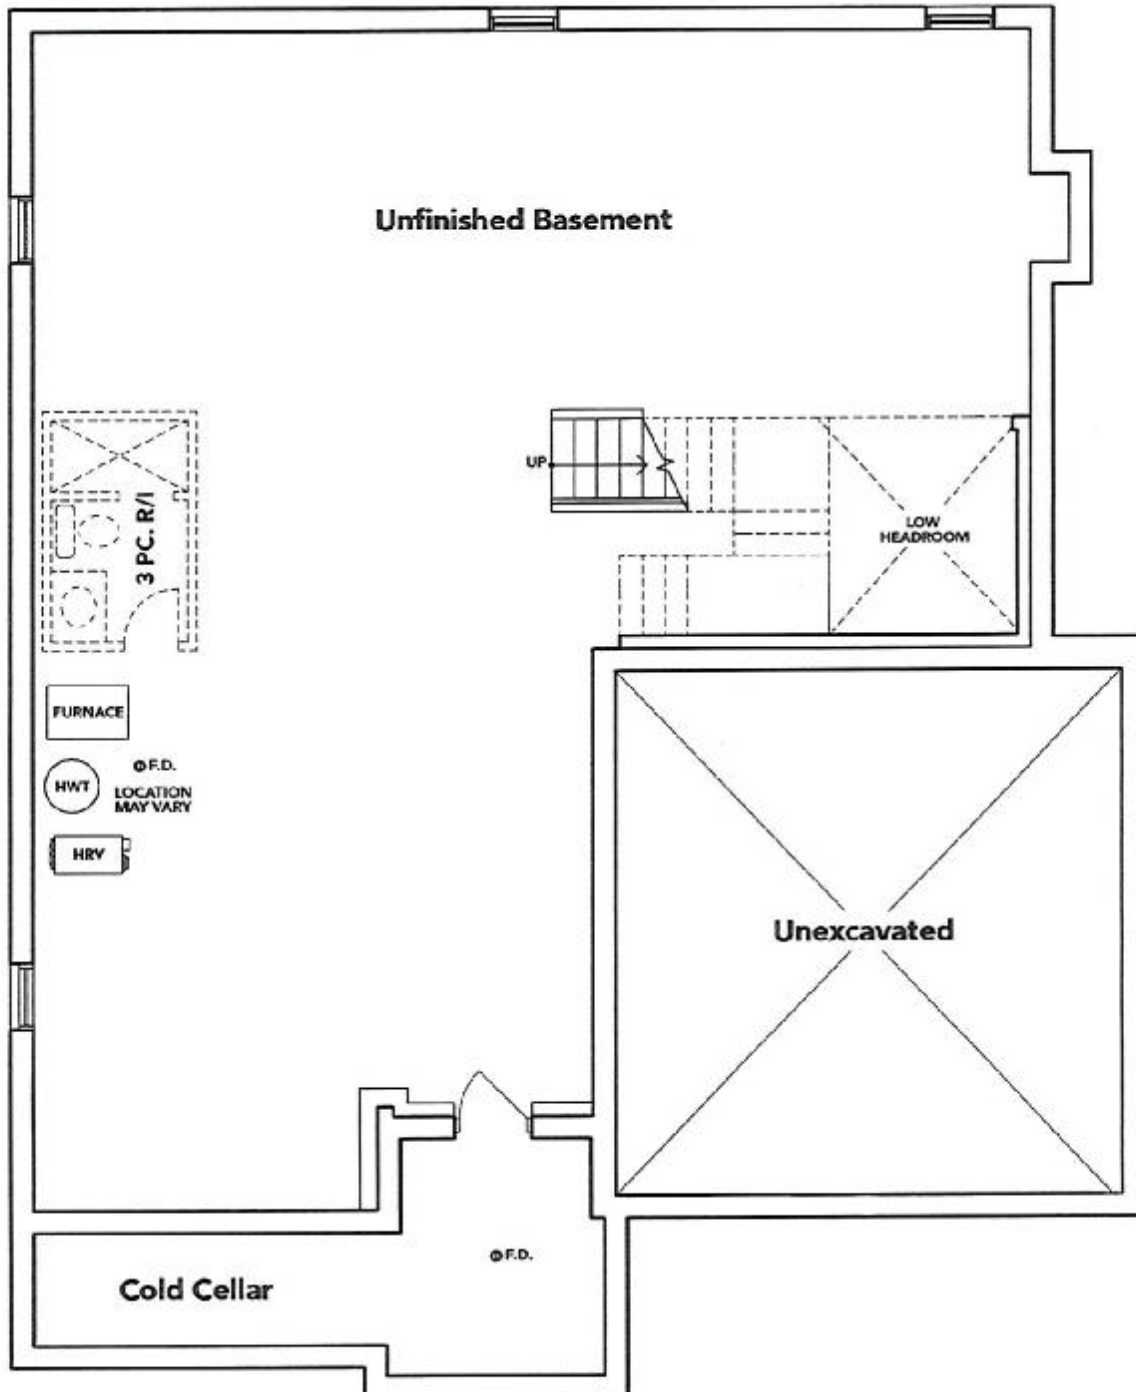 Unfinished Basement
UP
LOW
HEADROOM
3 PC. R/I
FURNACE
F.D.
HWT
LOCATION
MAY VARY
HRV
Unexcavated
F.D.
Cold Cellar